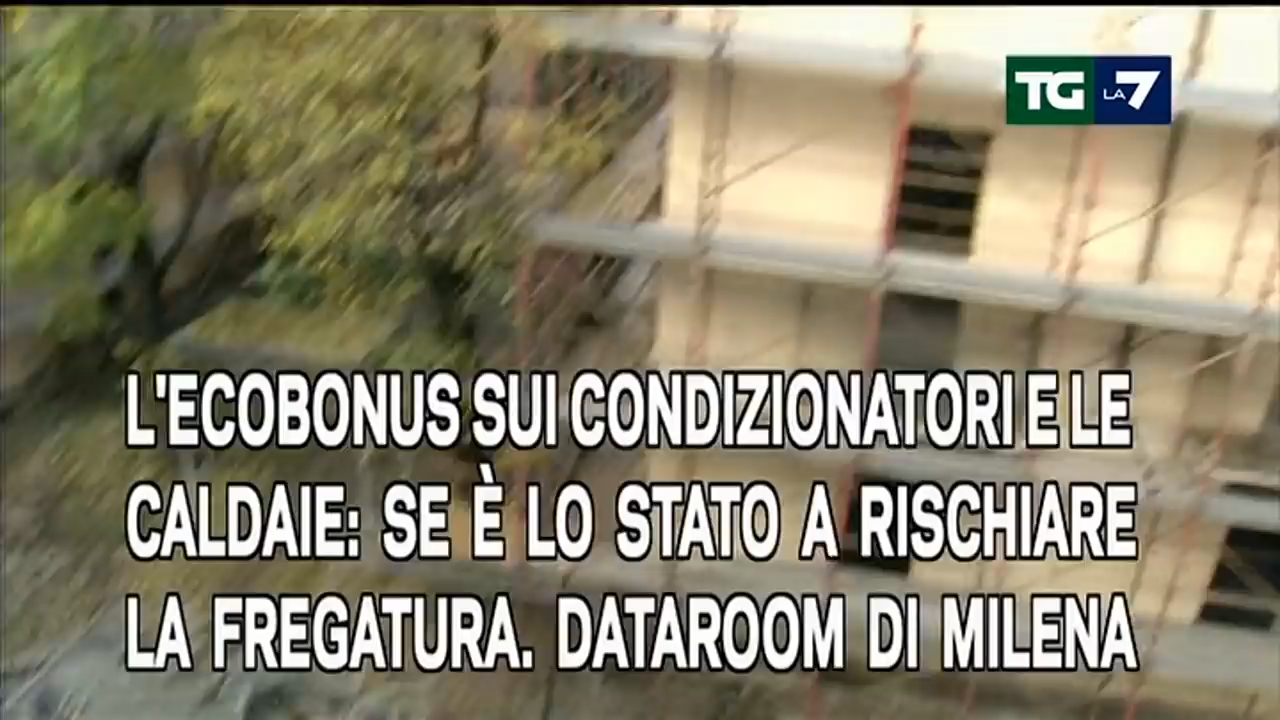 TG LA7
L'ECOBONUS SUI CONDIZIONATORI E LE
CALDAIE: SE È LO STATO A RISCHIARE
LA FREGATURA. DATAROOM DI MILENA